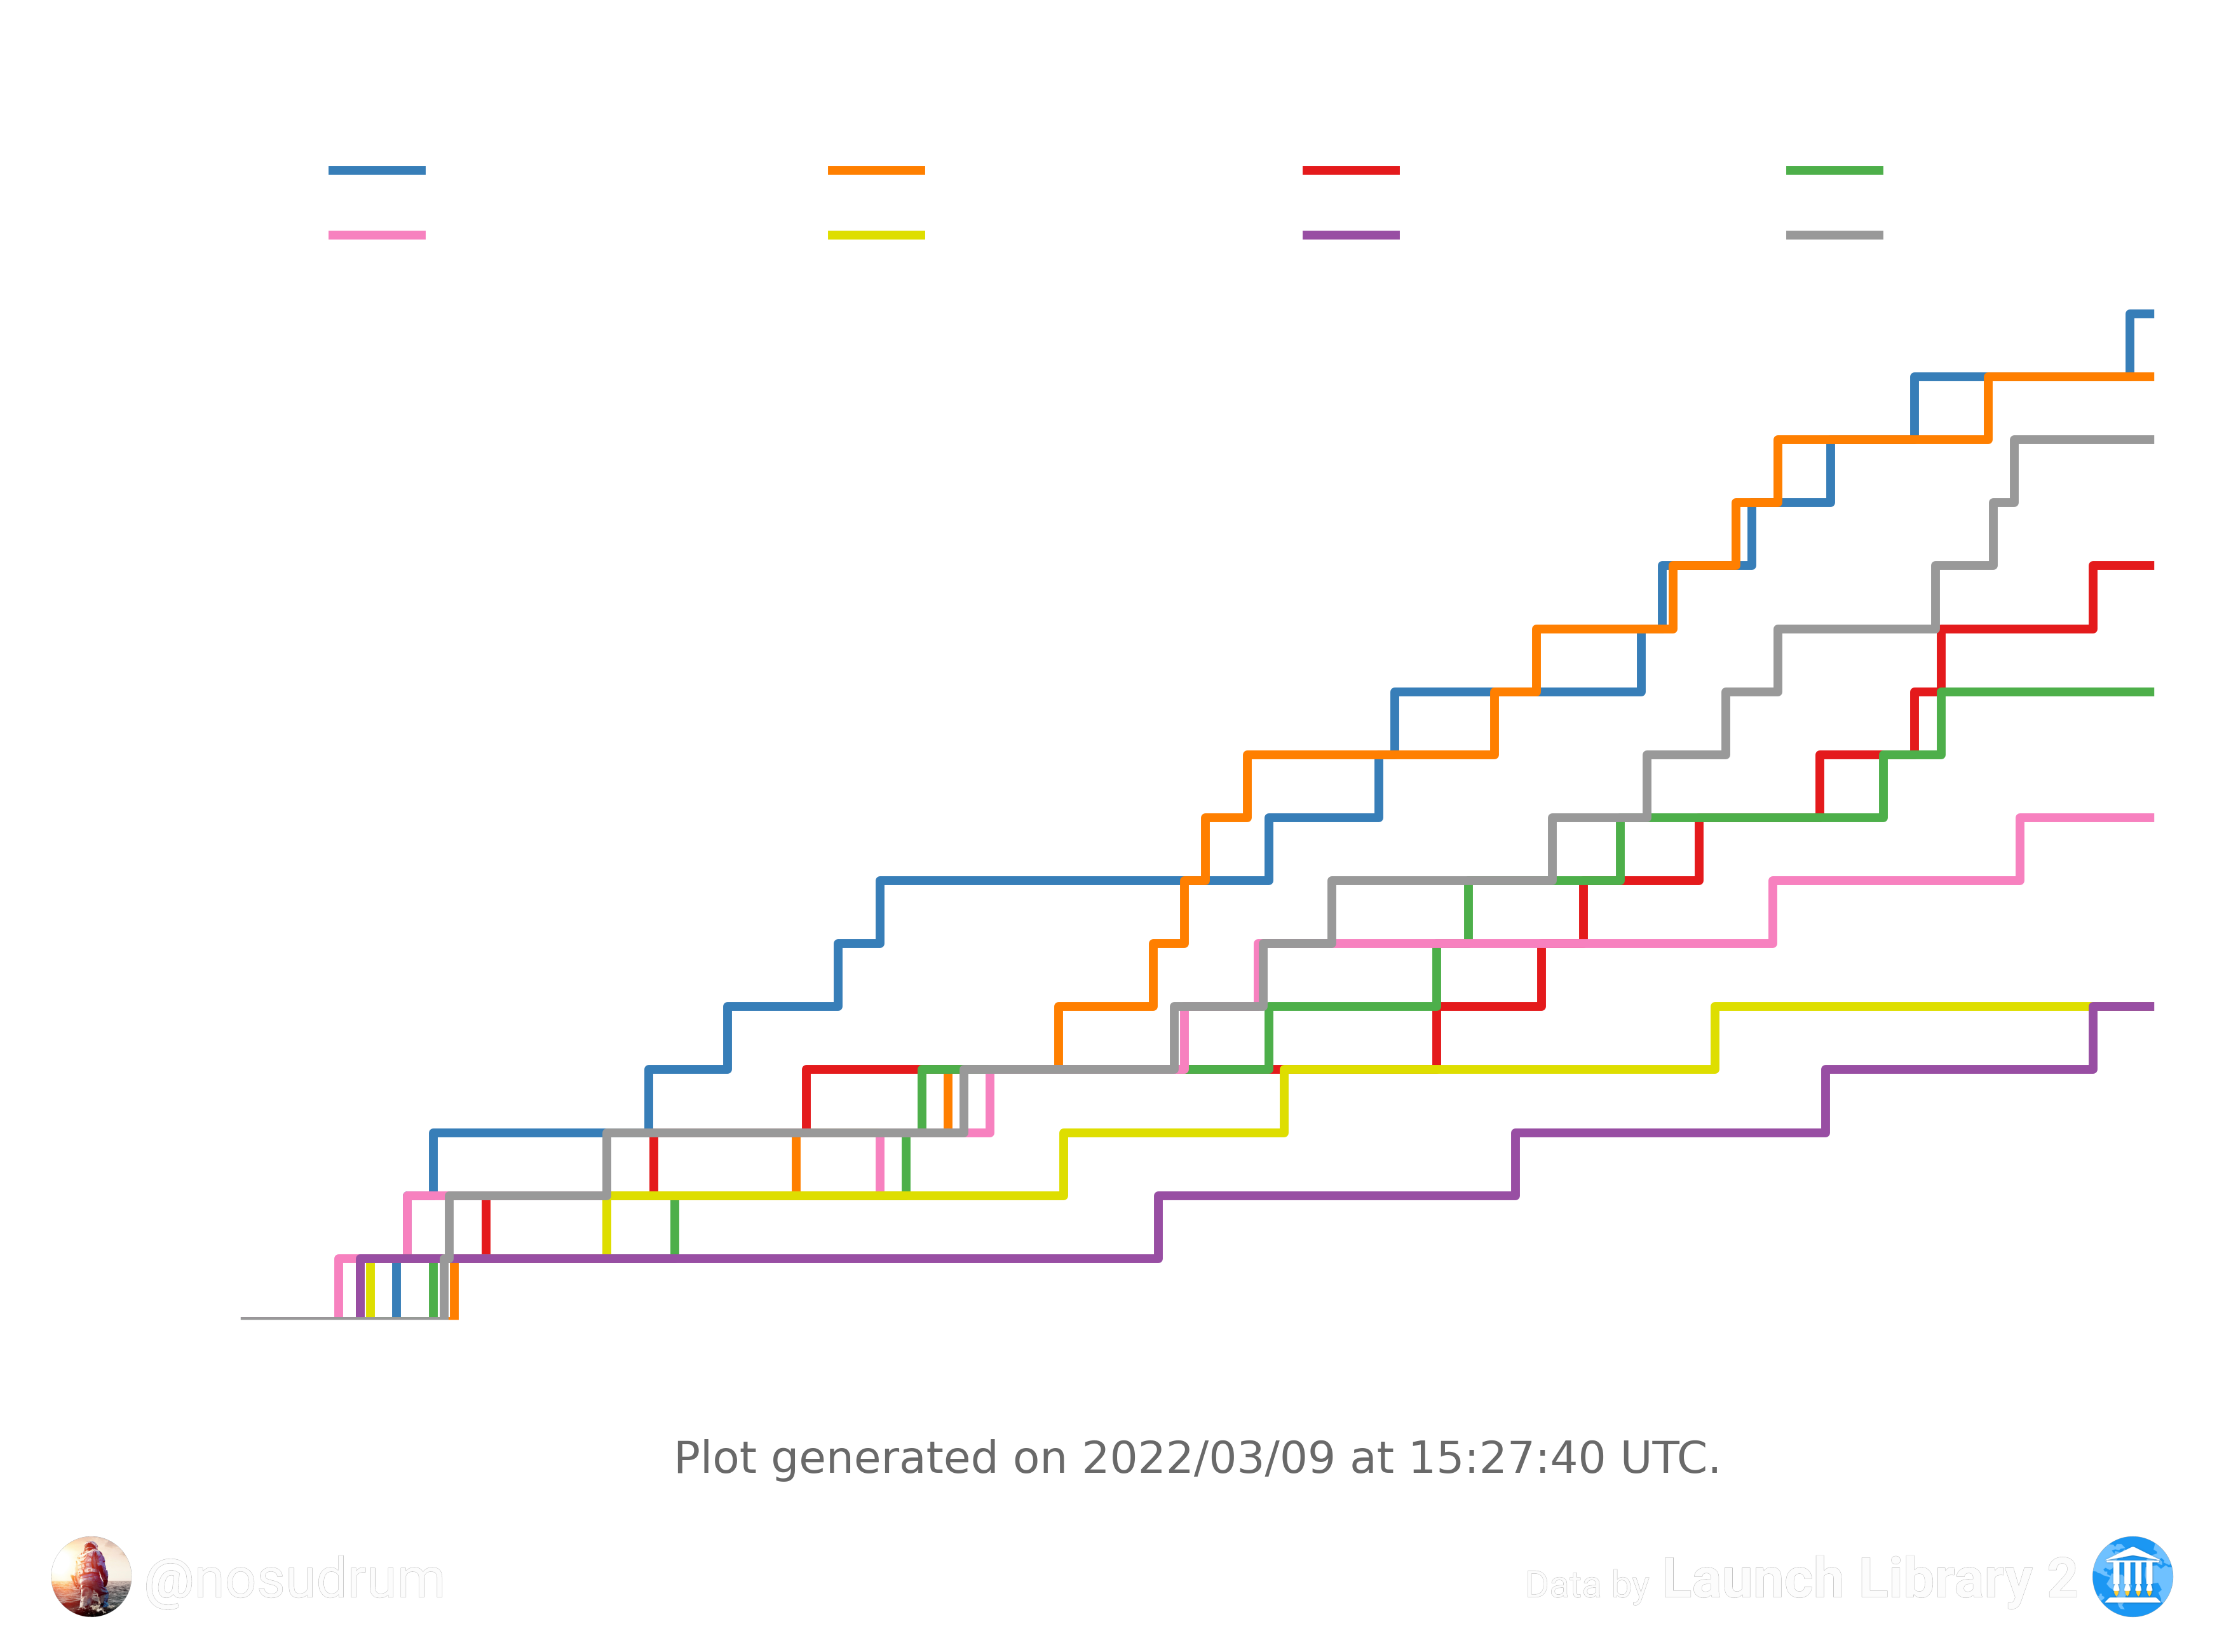 Plot generated on 2022/03/09 at 15:27:40 UTC.
@nosudrum
Data by Launch Library 2